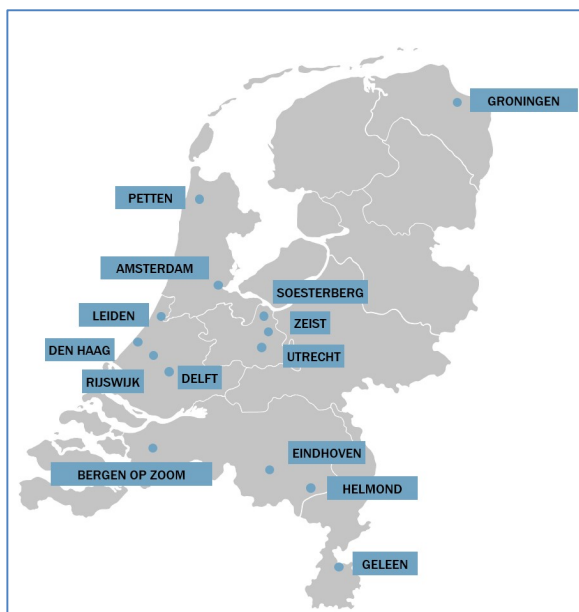 GRONINGEN
PETTEN
AMSTERDAM
SOESTERBERG
LEIDEN
ZEIST
DEN HAAG
UTRECHT
RIJSWIJK
DELFT
EINDHOVEN
BERGEN OP ZOOM
HELMOND
GELEEN